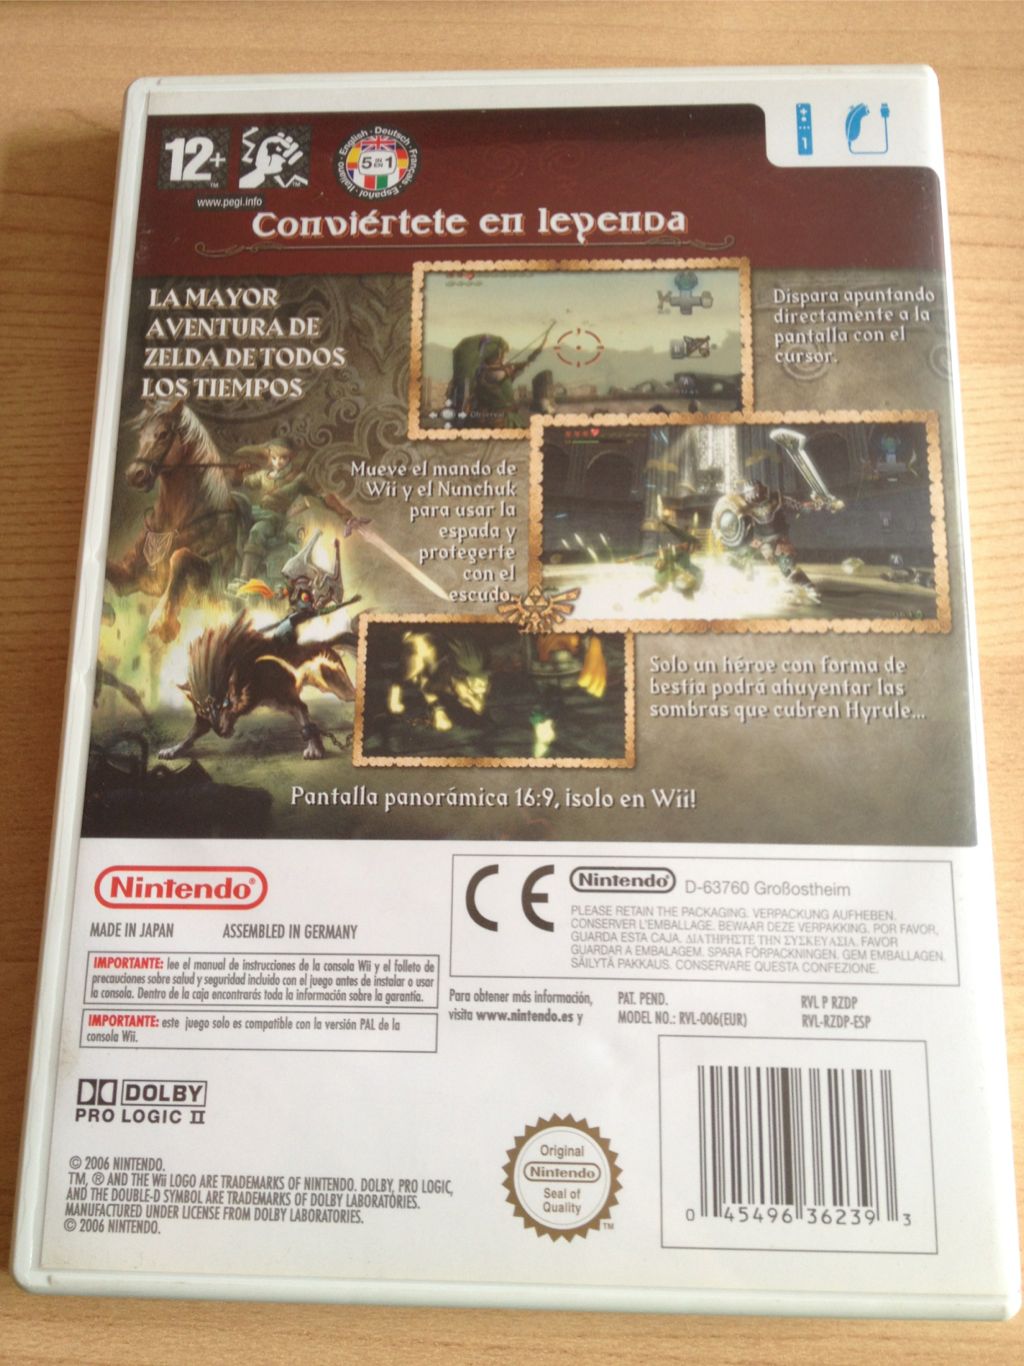 12+
www.pegi.info
English · Deutsch · Français · Español · Italiano
5 IN EN 1
1
Conviértete en leyenda
LA MAYOR
AVENTURA DE
ZELDA DE TODOS
LOS TIEMPOS
Dispara apuntando
directamente a la
pantalla con el
cursor.
Observar
Mueve el mando de
Wii y el Nunchuk
para usar la
espada y
protegerte
con el
escudo.
Solo un héroe con forma de
bestia podrá ahuyentar las
sombras que cubren Hyrule...
Pantalla panorámica 16:9, ¡solo en Wii!
Nintendo®
MADE IN JAPAN ASSEMBLED IN GERMANY
IMPORTANTE: lee el manual de instrucciones de la consola Wii y el folleto de
precauciones sobre salud y seguridad incluido con el juego antes de instalar o usar
la consola. Dentro de la caja encontrarás toda la información sobre la garantía.
IMPORTANTE: este juego solo es compatible con la versión PAL de la
consola Wii.
DOLBY
PRO LOGIC II
© 2006 NINTENDO.
TM, ® AND THE Wii LOGO ARE TRADEMARKS OF NINTENDO. DOLBY, PRO LOGIC,
AND THE DOUBLE-D SYMBOL ARE TRADEMARKS OF DOLBY LABORATORIES.
MANUFACTURED UNDER LICENSE FROM DOLBY LABORATORIES.
© 2006 NINTENDO.
CE Nintendo® D-63760 Großostheim
PLEASE RETAIN THE PACKAGING. VERPACKUNG AUFHEBEN.
CONSERVER L'EMBALLAGE. BEWAAR DEZE VERPAKKING. POR FAVOR,
GUARDA ESTA CAJA. ΔΙΑΤΗΡΗΣΤΕ ΤΗΝ ΣΥΣΚΕΥΑΣΙΑ. FAVOR
GUARDAR A EMBALAGEM. SPARA FÖRPACKNINGEN. GEM EMBALLAGEN.
SÄILYTÄ PAKKAUS. CONSERVARE QUESTA CONFEZIONE.
Para obtener más información,
visita www.nintendo.es y
PAT. PEND.
MODEL NO.: RVL-006(EUR)
RVL P RZDP
RVL-RZDP-ESP
Original
Nintendo
Seal of
Quality
TM
0 45496 36239 3